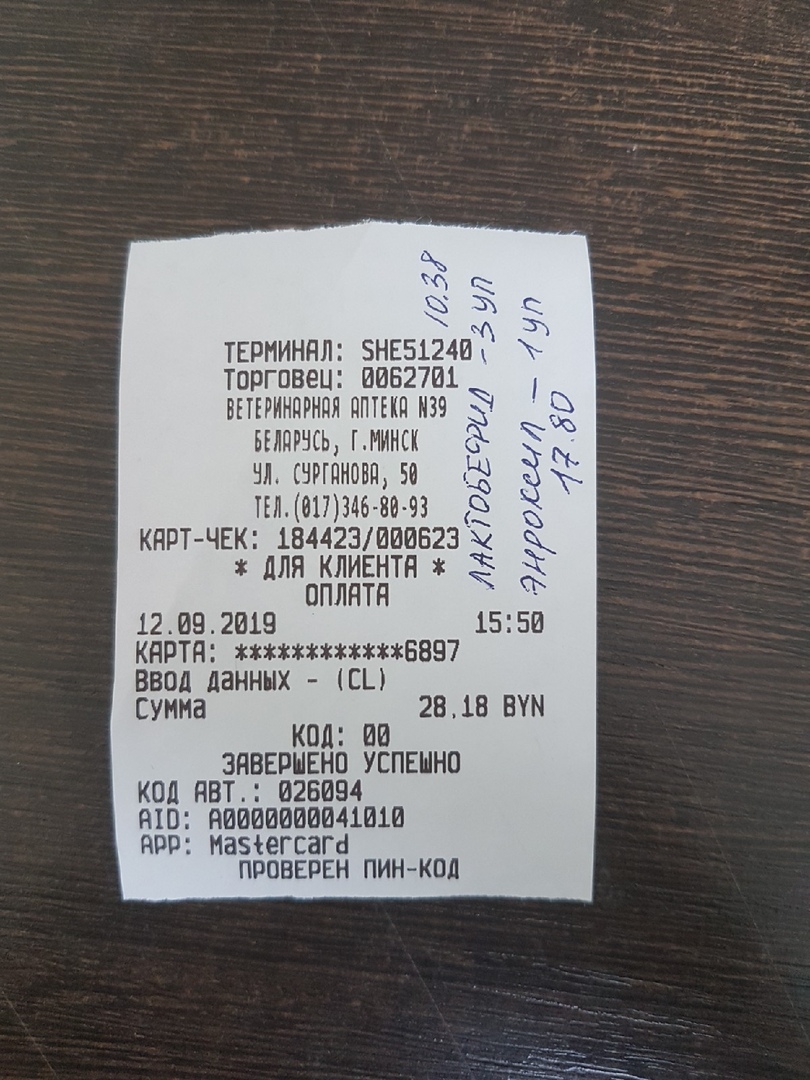 ТЕРМИНАЛ: SHE51240
Торговец: 0062701
ВЕТЕРИНАРНАЯ АПТЕКА N39
БЕЛАРУСЬ, Г.МИНСК
УЛ. СУРГАНОВА, 50
ТЕЛ.(017)346-80-93
КАРТ-ЧЕК: 184423/000623
* ДЛЯ КЛИЕНТА *
ОПЛАТА
12.09.2019 15:50
КАРТА: ************6897
Ввод данных - (CL)
Сумма 28.18 BYN
КОД: 00
ЗАВЕРШЕНО УСПЕШНО
КОД АВТ.: 026094
AID: A0000000041010
APP: Mastercard
ПРОВЕРЕН ПИН-КОД
10.38
ЛАКТОБЕФИД - 3 УП
ЭНРОКСИЛ - 1 УП
17.80